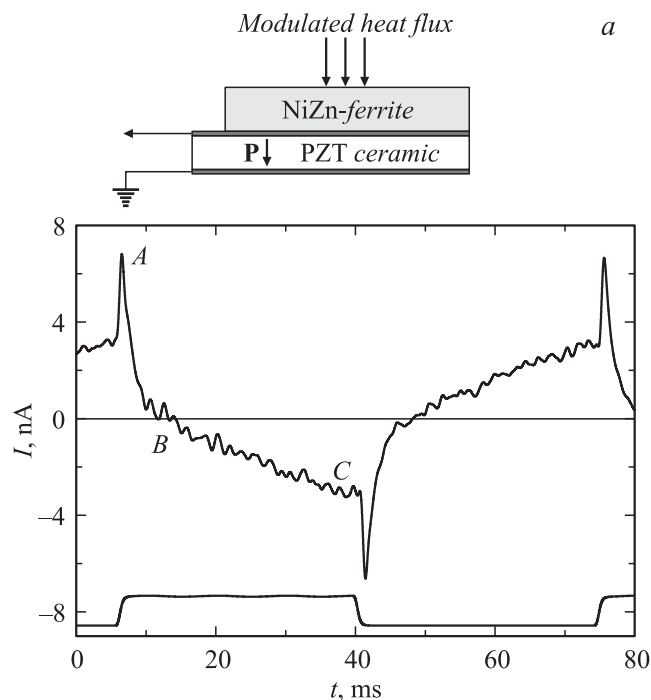 Modulated heat flux
a
NiZn-ferrite
P PZT ceramic
8
4
0
–4
–8
I, nA
A
B
C
0 20 40 60 80
t, ms